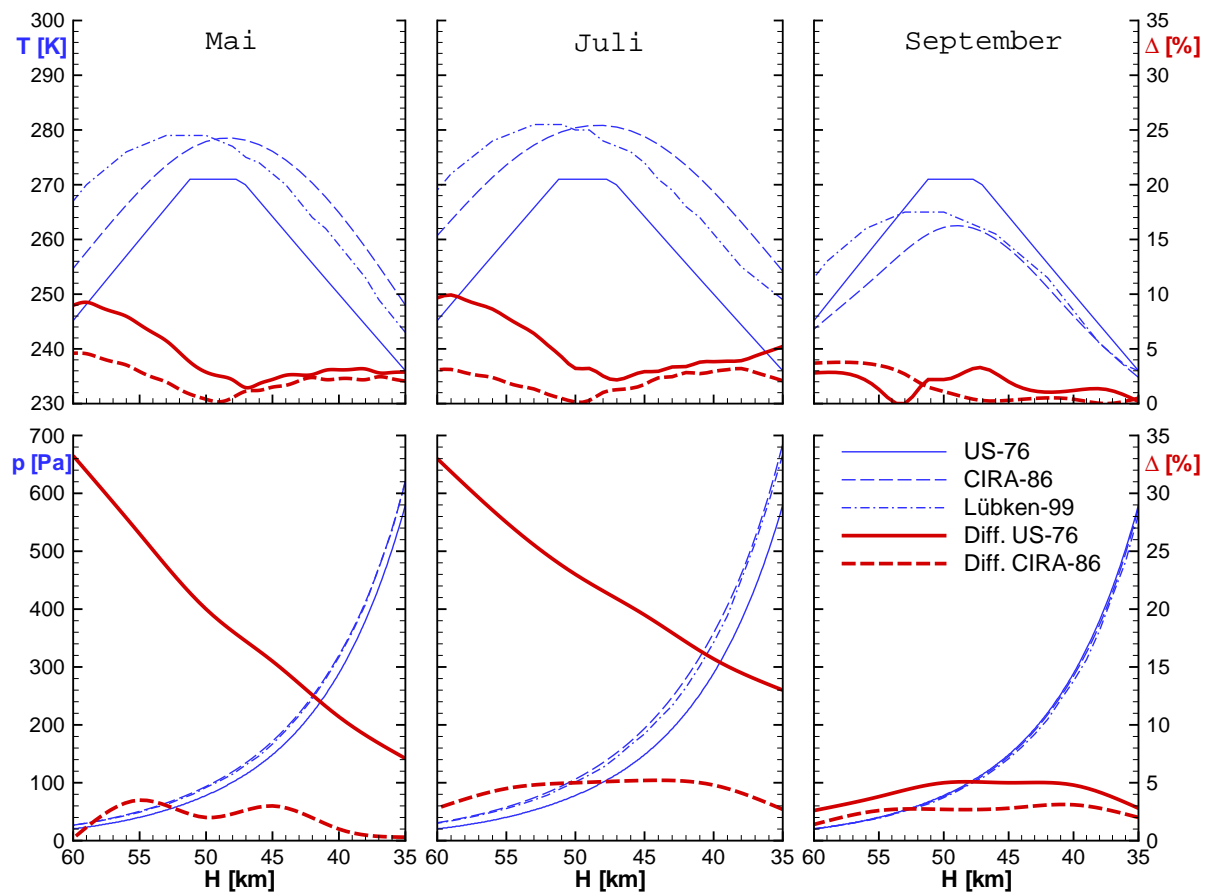 Mai Juli September
T [K] Δ [%]
300 290 280 270 260 250 240 230
35 30 25 20 15 10 5 0
p [Pa] Δ [%]
700 600 500 400 300 200 100 0
35 30 25 20 15 10 5 0
US-76
CIRA-86
Lübken-99
Diff. US-76
Diff. CIRA-86
60 55 50 45 40 35 60 55 50 45 40 35 60 55 50 45 40 35
H [km] H [km] H [km]